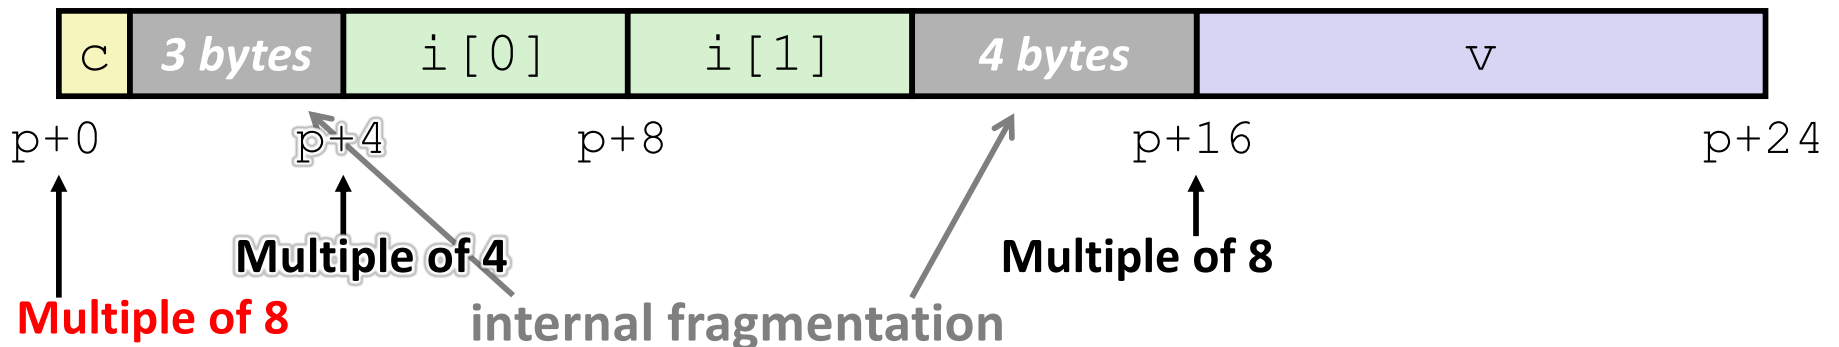 c 3 bytes i[0] i[1] 4 bytes v
p+0 p+4 p+8 p+16 p+24
Multiple of 4 Multiple of 8
Multiple of 8 internal fragmentation